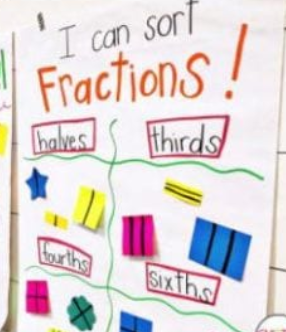 I can sort
Fractions!
halves
thirds
fourths
sixths